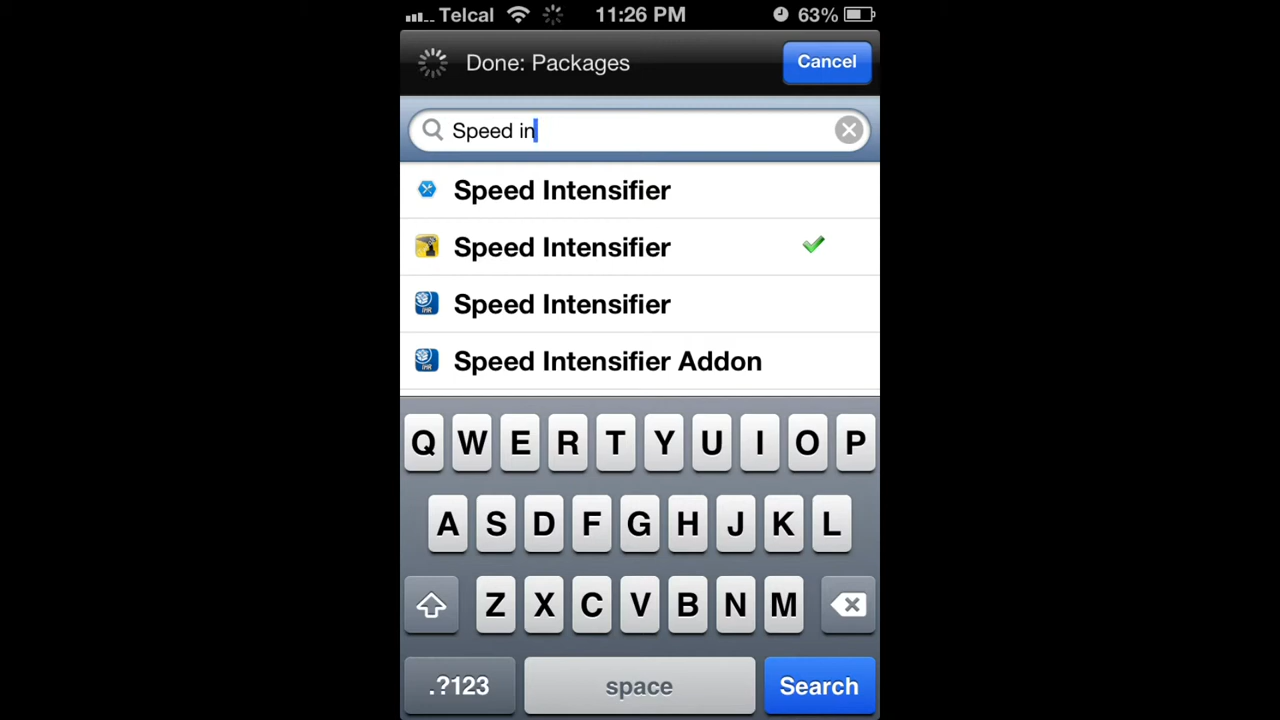 Telcal 11:26 PM 63%
Done: Packages Cancel
Speed in
Speed Intensifier
Speed Intensifier
Speed Intensifier
Speed Intensifier Addon
Q W E R T Y U I O P
A S D F G H J K L
Z X C V B N M
.?123 space Search